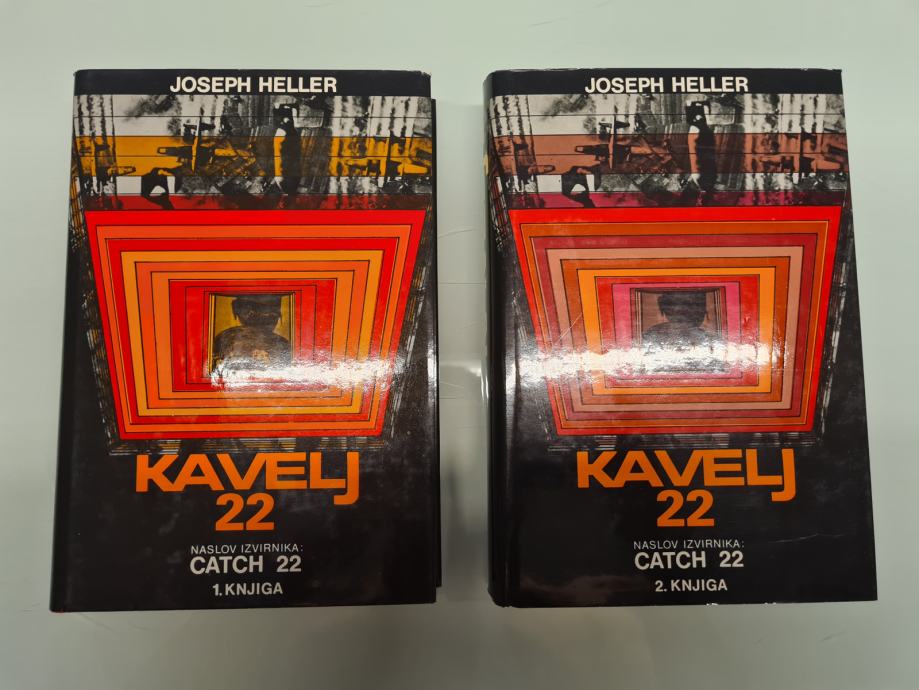 JOSEPH HELLER
KAVELJ
22
NASLOV IZVIRNIKA:
CATCH 22
1. KNJIGA
JOSEPH HELLER
KAVELJ
22
NASLOV IZVIRNIKA:
CATCH 22
2. KNJIGA